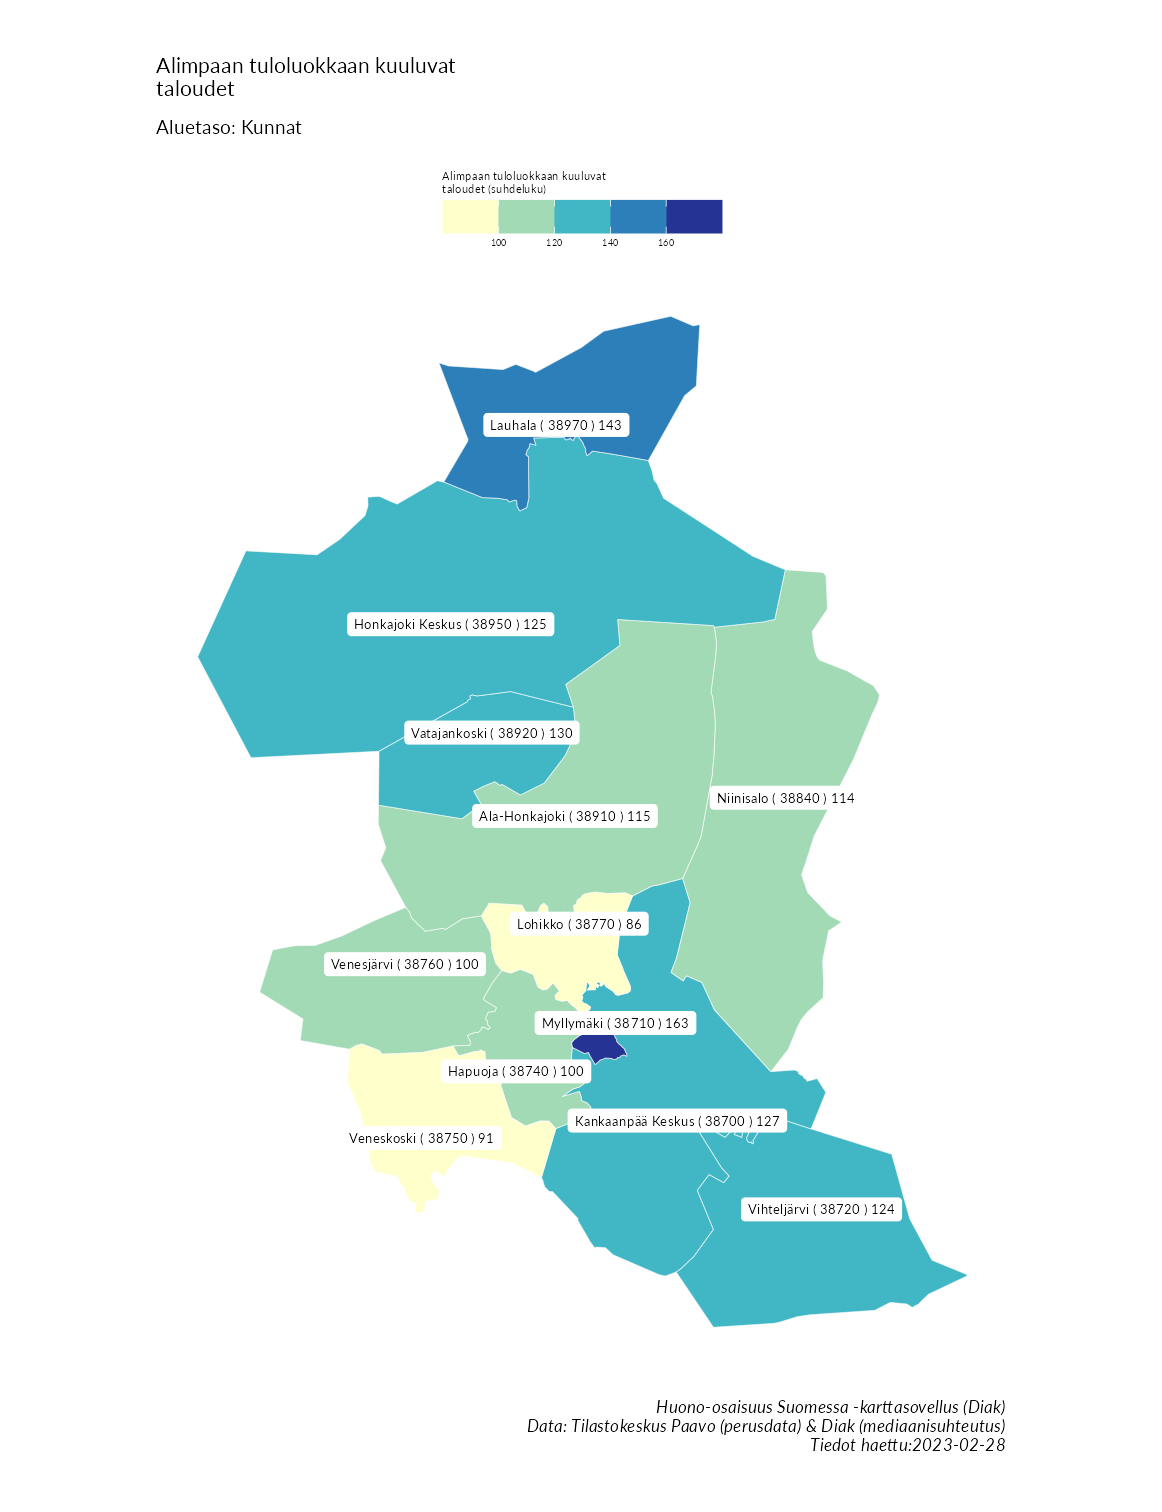 Alimpaan tuloluokkaan kuuluvat
taloudet
Aluetaso: Kunnat
Alimpaan tuloluokkaan kuuluvat
taloudet (suhdeluku)
100 120 140 160
Lauhala ( 38970 ) 143
Honkajoki Keskus ( 38950 ) 125
Vatajankoski ( 38920 ) 130
Niinisalo ( 38840 ) 114
Ala-Honkajoki ( 38910 ) 115
Lohikko ( 38770 ) 86
Venesjärvi ( 38760 ) 100
Myllymäki ( 38710 ) 163
Hapuoja ( 38740 ) 100
Kankaanpää Keskus ( 38700 ) 127
Veneskoski ( 38750 ) 91
Vihteljärvi ( 38720 ) 124
Huono-osaisuus Suomessa -karttasovellus (Diak)
Data: Tilastokeskus Paavo (perusdata) & Diak (mediaanisuhteutus)
Tiedot haettu:2023-02-28